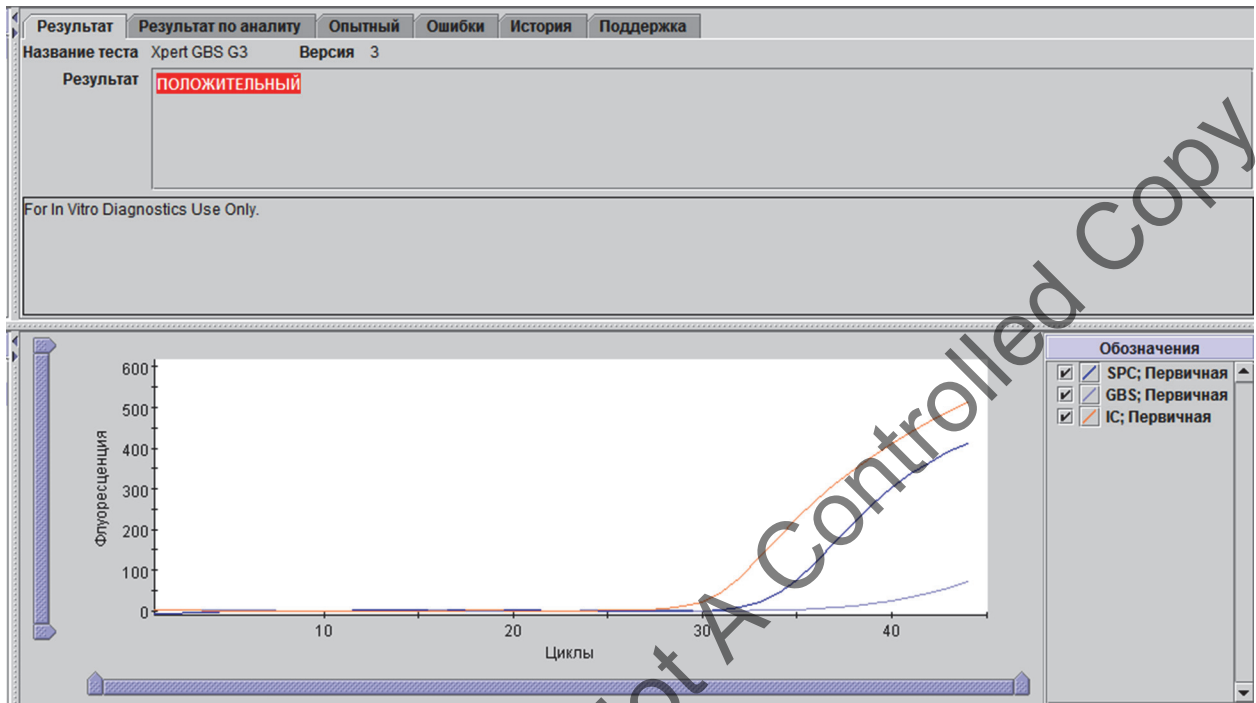 Результат Результат по аналиту Опытный Ошибки История Поддержка
Название теста Xpert GBS G3 Версия 3
Результат ПОЛОЖИТЕЛЬНЫЙ
For In Vitro Diagnostics Use Only.
Обозначения
SPC; Первичная
GBS; Первичная
IC; Первичная
Флуоресценция
600
500
400
300
200
100
0
10 20 30 40
Циклы
Not A Controlled Copy